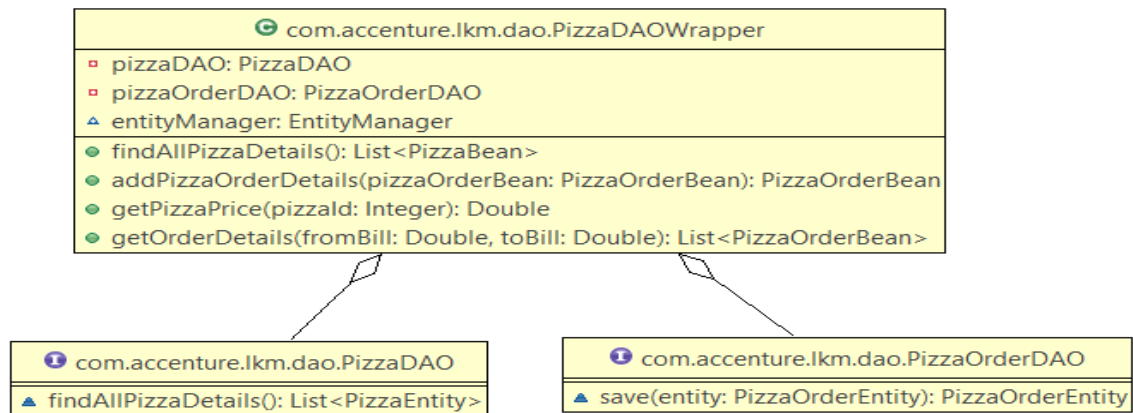 com.accenture.lkm.dao.PizzaDAOWrapper
pizzaDAO: PizzaDAO
pizzaOrderDAO: PizzaOrderDAO
entityManager: EntityManager
findAllPizzaDetails(): List<PizzaBean>
addPizzaOrderDetails(pizzaOrderBean: PizzaOrderBean): PizzaOrderBean
getPizzaPrice(pizzaId: Integer): Double
getOrderDetails(fromBill: Double, toBill: Double): List<PizzaOrderBean>
com.accenture.lkm.dao.PizzaDAO
findAllPizzaDetails(): List<PizzaEntity>
com.accenture.lkm.dao.PizzaOrderDAO
save(entity: PizzaOrderEntity): PizzaOrderEntity